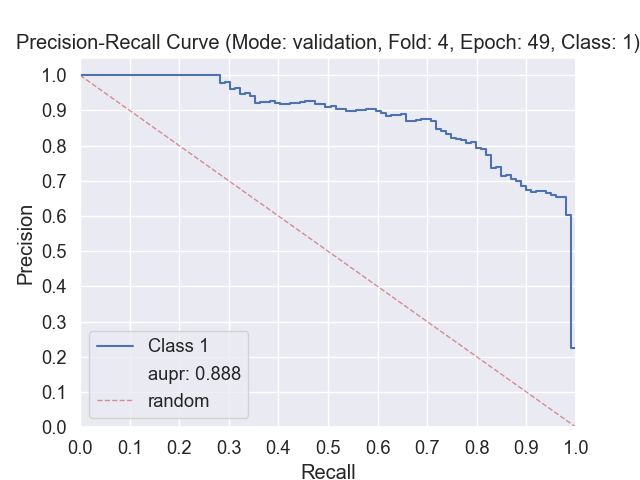 Precision-Recall Curve (Mode: validation, Fold: 4, Epoch: 49, Class: 1)
1.0
0.9
0.8
0.7
0.6
0.5
0.4
0.3
0.2
0.1
0.0
Precision
Class 1
aupr: 0.888
random
0.0 0.1 0.2 0.3 0.4 0.5 0.6 0.7 0.8 0.9 1.0
Recall